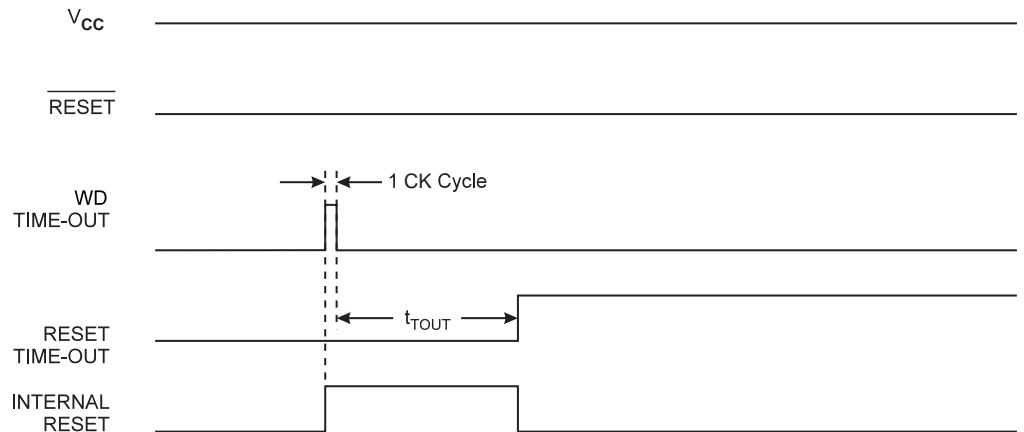 VCC
RESET
1 CK Cycle
WD
TIME-OUT
tTOUT
RESET
TIME-OUT
INTERNAL
RESET